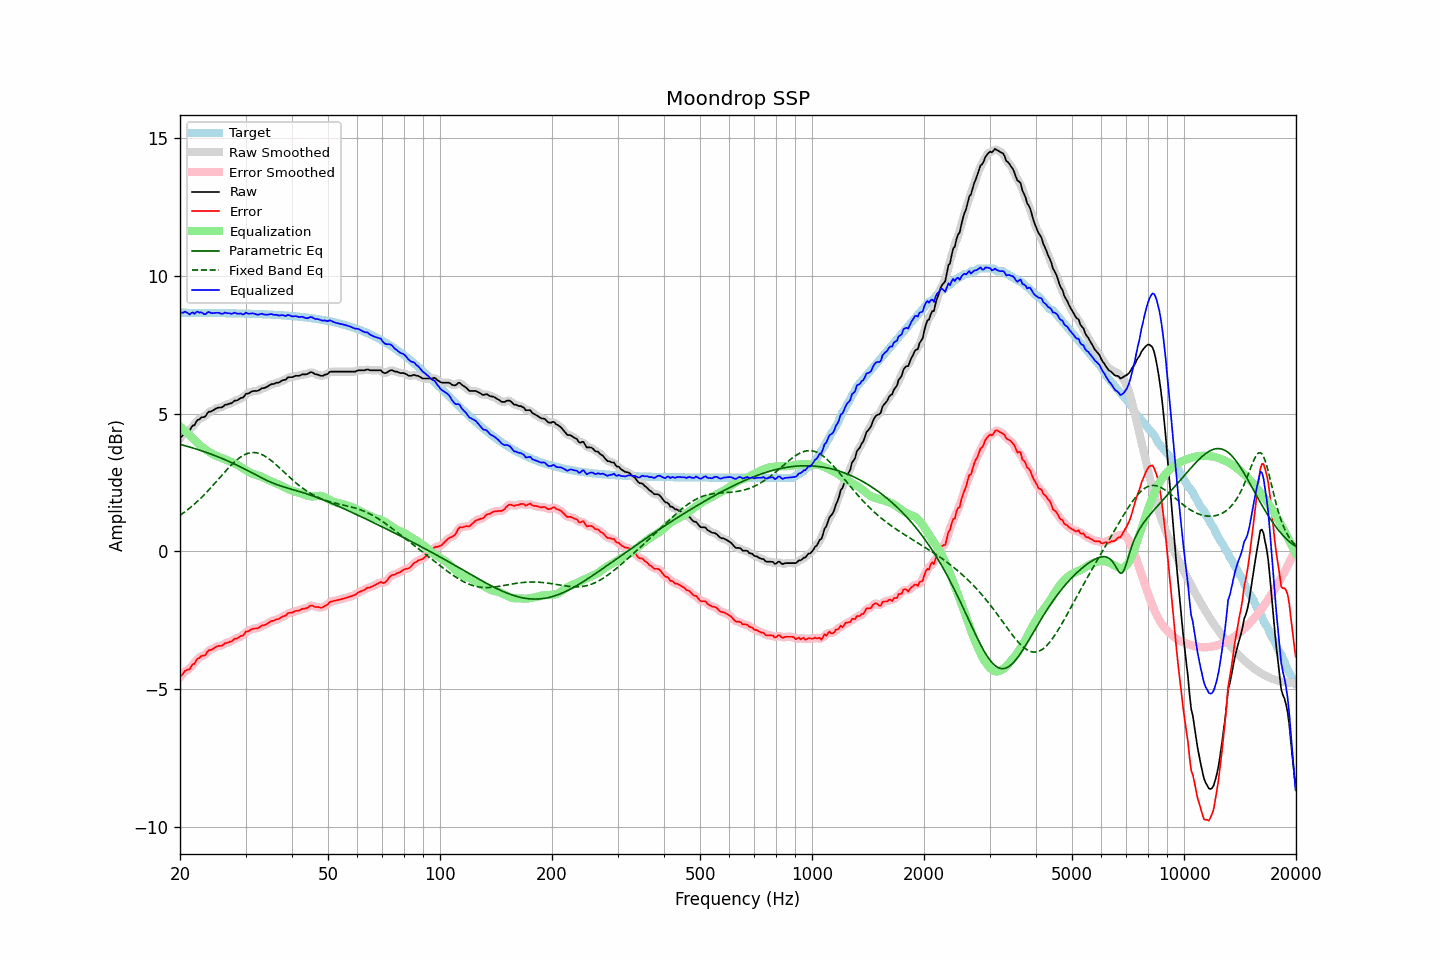 Moondrop SSP
Target
Raw Smoothed
Error Smoothed
Raw
Error
Equalization
Parametric Eq
Fixed Band Eq
Equalized
15
10
5
0
−5
−10
Amplitude (dBr)
20 50 100 200 500 1000 2000 5000 10000 20000
Frequency (Hz)